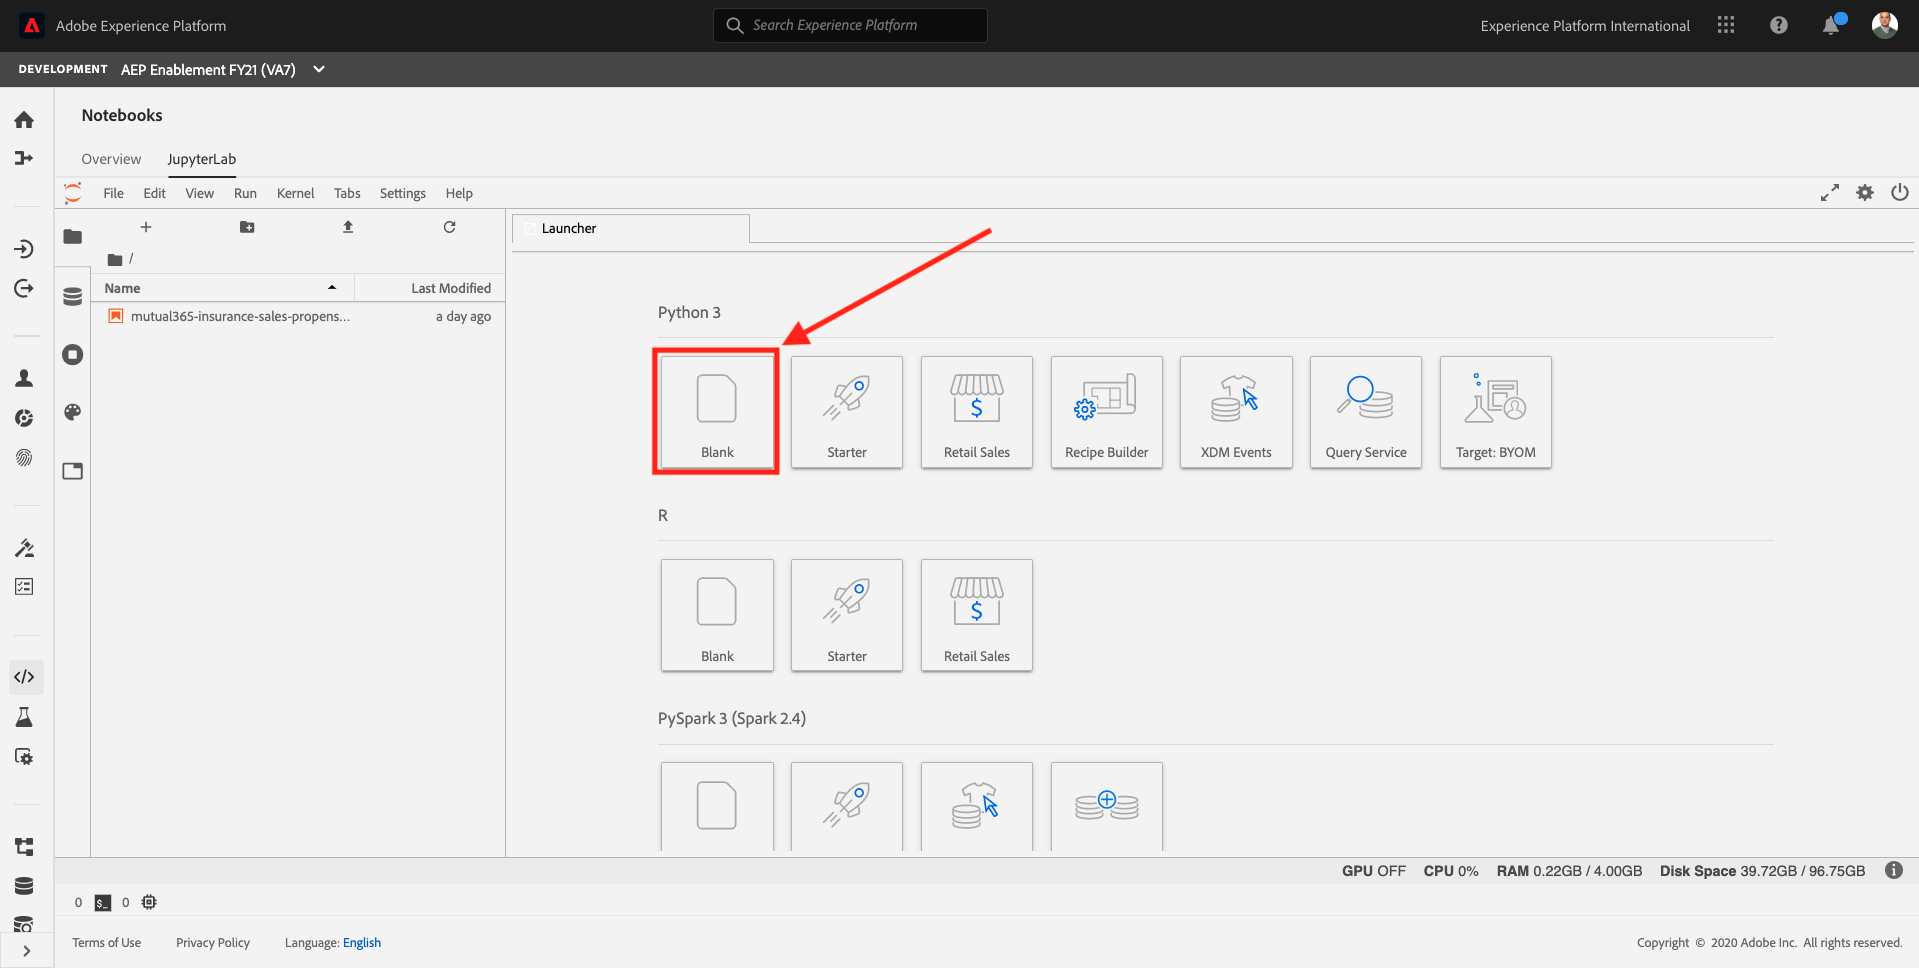 Adobe Experience Platform
Search Experience Platform
Experience Platform International
DEVELOPMENT AEP Enablement FY21 (VA7)
Notebooks
Overview JupyterLab
File Edit View Run Kernel Tabs Settings Help
Launcher
/
Name Last Modified
mutual365-insurance-sales-propens... a day ago
Python 3
Blank Starter Retail Sales Recipe Builder XDM Events Query Service Target: BYOM
R
Blank Starter Retail Sales
PySpark 3 (Spark 2.4)
GPU OFF CPU 0% RAM 0.22GB / 4.00GB Disk Space 39.72GB / 96.75GB
0 $_ 0
Terms of Use Privacy Policy Language: English
Copyright © 2020 Adobe Inc. All rights reserved.